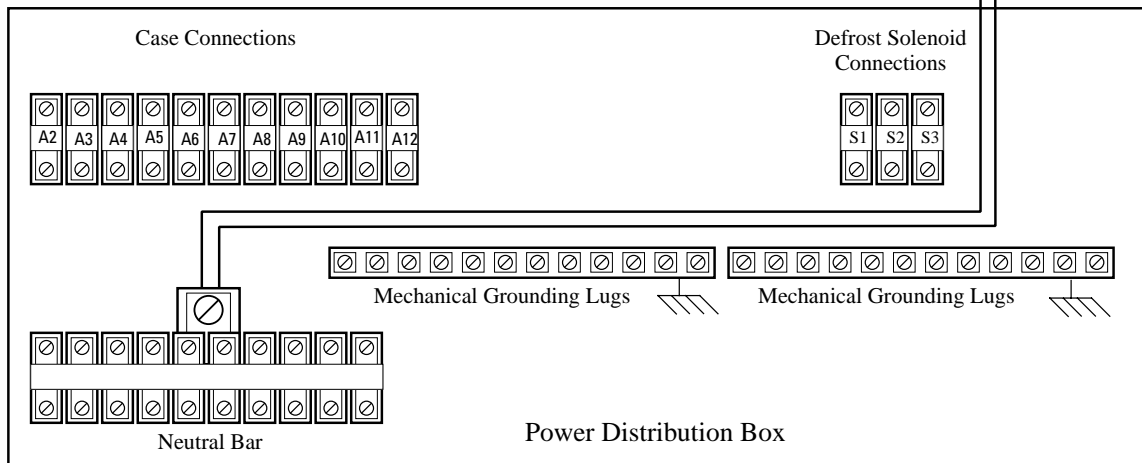 Case Connections
Defrost Solenoid
Connections
A2 A3 A4 A5 A6 A7 A8 A9 A10 A11 A12
S1 S2 S3
Mechanical Grounding Lugs
Mechanical Grounding Lugs
Neutral Bar
Power Distribution Box